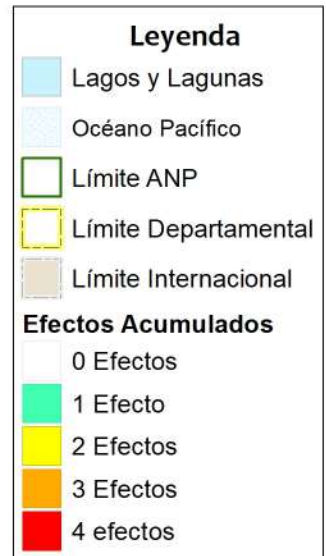 Leyenda
Lagos y Lagunas
Océano Pacífico
Límite ANP
Límite Departamental
Límite Internacional
Efectos Acumulados
0 Efectos
1 Efecto
2 Efectos
3 Efectos
4 efectos